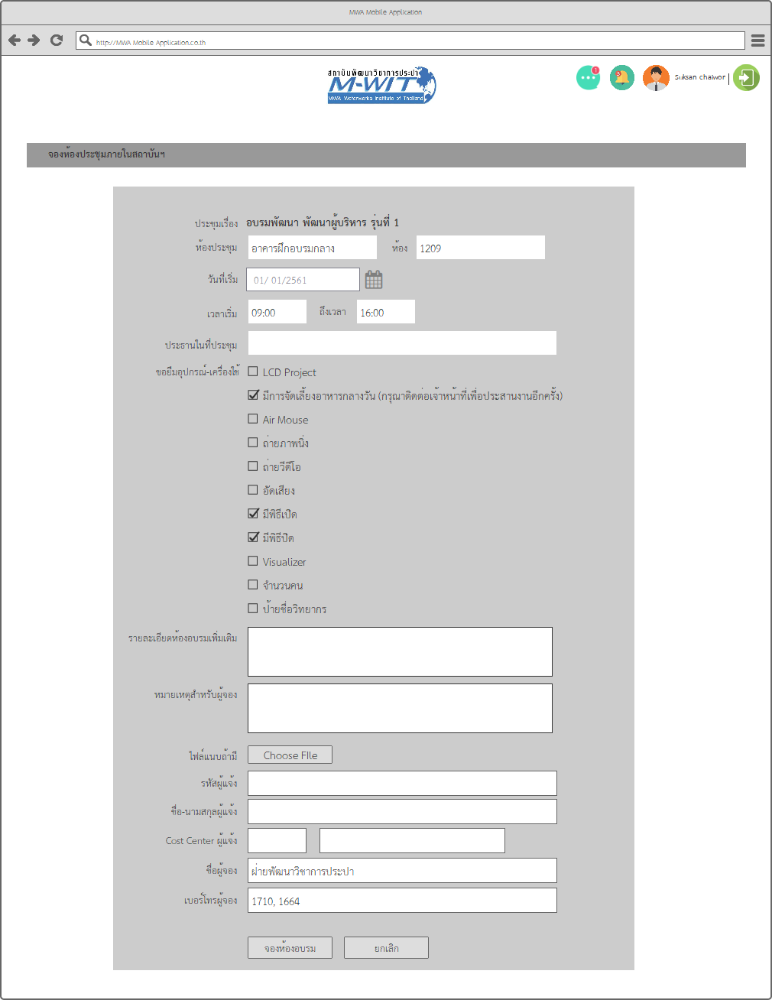 MWA Mobile Application
http://MWA Mobile Application.co.th
สถาบันพัฒนาวิชาการประปา
M-WIT
MWA Waterworks Institute of Thailand
1
Suksan chaiwon
จองห้องประชุมภายในสถาบันฯ
ประชุมเรื่อง อบรมพัฒนา พัฒนาผู้บริหาร รุ่นที่ 1
ห้องประชุม อาคารฝึกอบรมกลาง ห้อง 1209
วันที่เริ่ม 01/ 01/2561
เวลาเริ่ม 09:00 ถึงเวลา 16:00
ประธานในที่ประชุม
ขอยืมอุปกรณ์-เครื่องใช้ LCD Project
มีการจัดเลี้ยงอาหารกลางวัน (กรุณาติดต่อเจ้าหน้าที่เพื่อประสานงานอีกครั้ง)
Air Mouse
ถ่ายภาพนิ่ง
ถ่ายวีดีโอ
อัดเสียง
มีพิธีเปิด
มีพิธีปิด
Visualizer
จำนวนคน
ป้ายชื่อวิทยากร
รายละเอียดห้องอบรมเพิ่มเติม
หมายเหตุสำหรับผู้จอง
ไฟล์แนบถ้ามี Choose FIle
รหัสผู้แจ้ง
ชื่อ-นามสกุลผู้แจ้ง
Cost Center ผู้แจ้ง
ชื่อผู้จอง ฝ่ายพัฒนาวิชาการประปา
เบอร์โทรผู้จอง 1710, 1664
จองห้องอบรม ยกเลิก